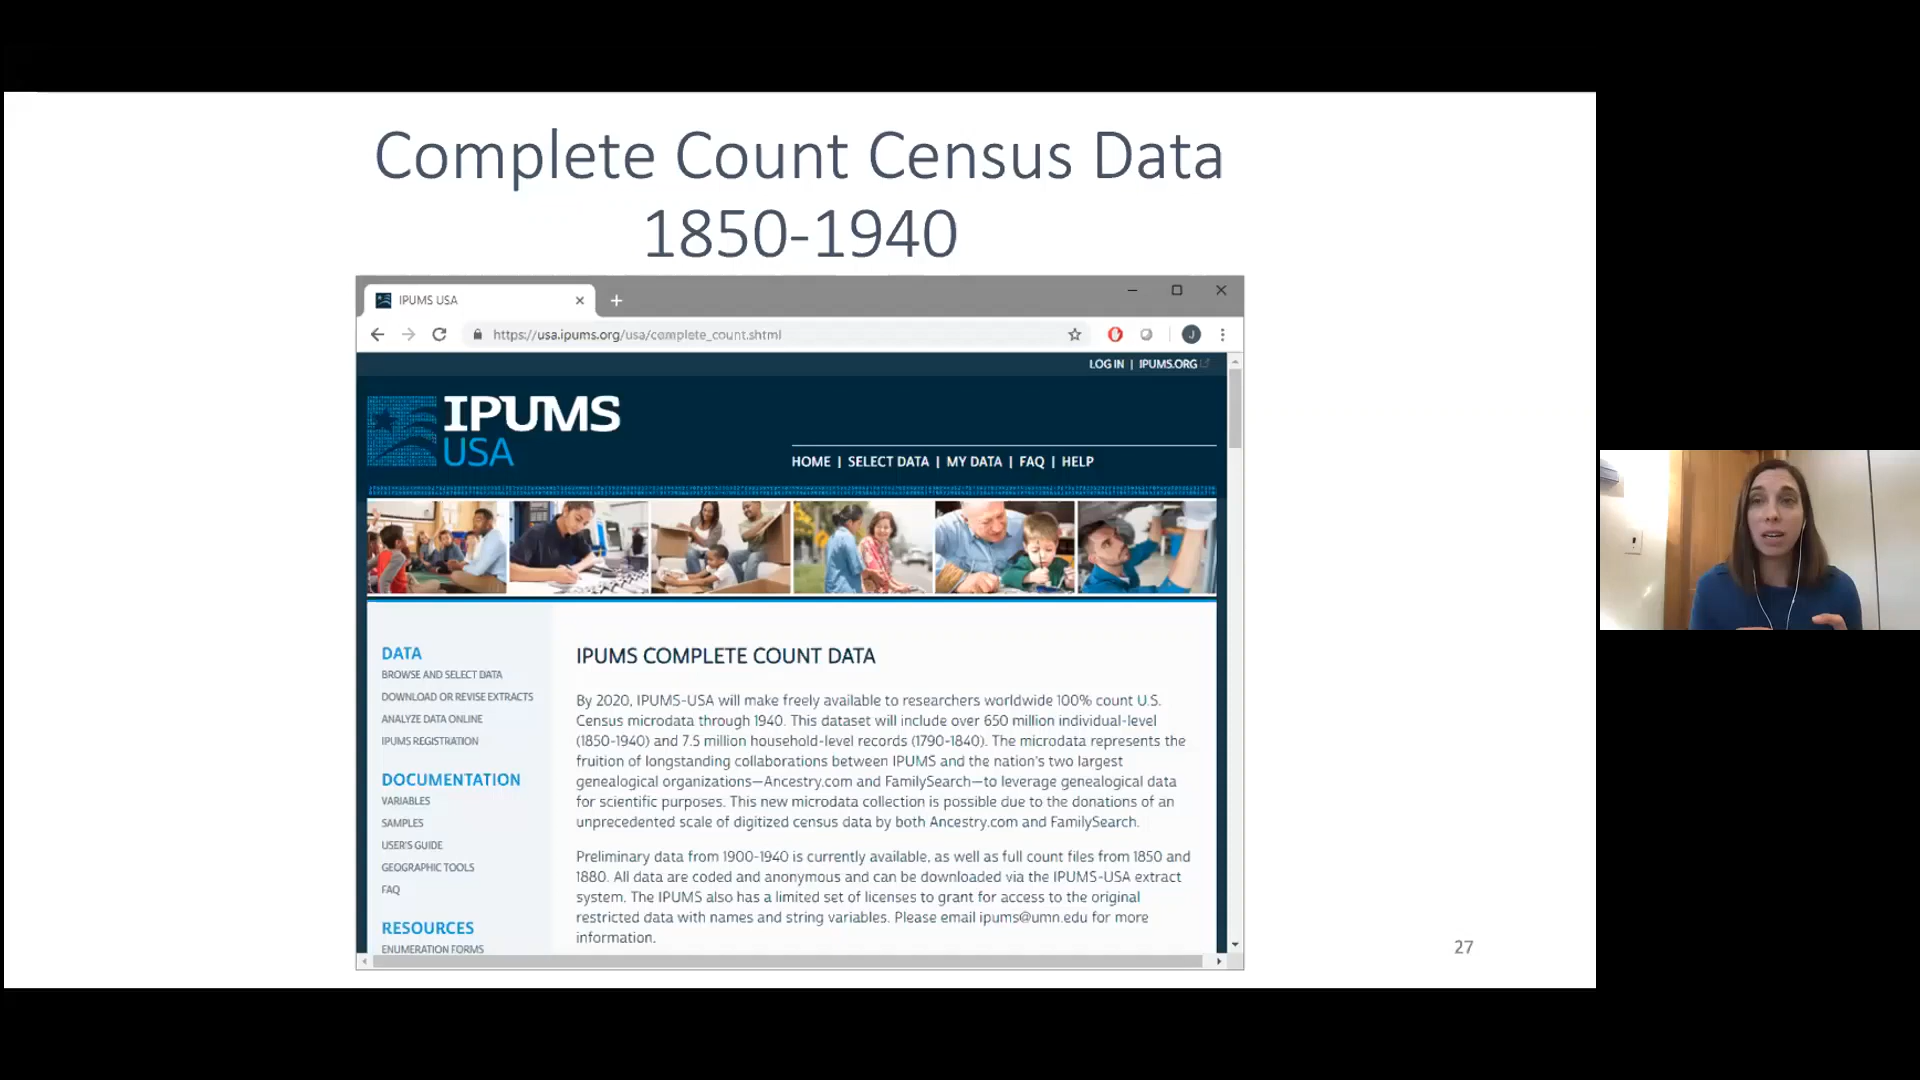 Complete Count Census Data
1850-1940
IPUMS USA
https://usa.ipums.org/usa/complete_count.shtml
J
LOG IN | IPUMS.ORG
IPUMS
USA
HOME | SELECT DATA | MY DATA | FAQ | HELP
DATA
BROWSE AND SELECT DATA
DOWNLOAD OR REVISE EXTRACTS
ANALYZE DATA ONLINE
IPUMS REGISTRATION
DOCUMENTATION
VARIABLES
SAMPLES
USER'S GUIDE
GEOGRAPHIC TOOLS
FAQ
RESOURCES
ENUMERATION FORMS
IPUMS COMPLETE COUNT DATA
By 2020, IPUMS-USA will make freely available to researchers worldwide 100% count U.S.
Census microdata through 1940. This dataset will include over 650 million individual-level
(1850-1940) and 7.5 million household-level records (1790-1840). The microdata represents the
fruition of longstanding collaborations between IPUMS and the nation's two largest
genealogical organizations—Ancestry.com and FamilySearch—to leverage genealogical data
for scientific purposes. This new microdata collection is possible due to the donations of an
unprecedented scale of digitized census data by both Ancestry.com and FamilySearch.
Preliminary data from 1900-1940 is currently available, as well as full count files from 1850 and
1880. All data are coded and anonymous and can be downloaded via the IPUMS-USA extract
system. The IPUMS also has a limited set of licenses to grant for access to the original
restricted data with names and string variables. Please email ipums@umn.edu for more
information.
27